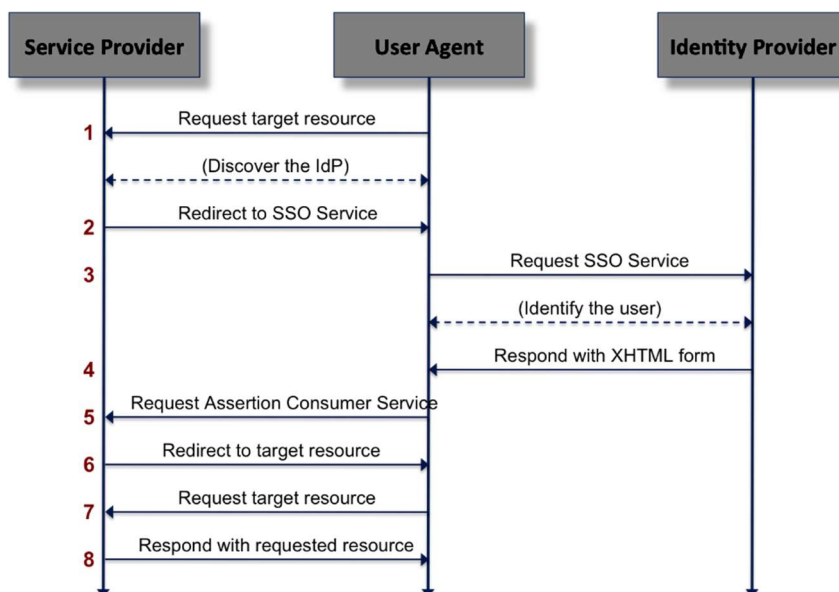 Service Provider
User Agent
Identity Provider
1
Request target resource
(Discover the IdP)
2
Redirect to SSO Service
3
Request SSO Service
(Identify the user)
4
Respond with XHTML form
5
Request Assertion Consumer Service
6
Redirect to target resource
7
Request target resource
8
Respond with requested resource